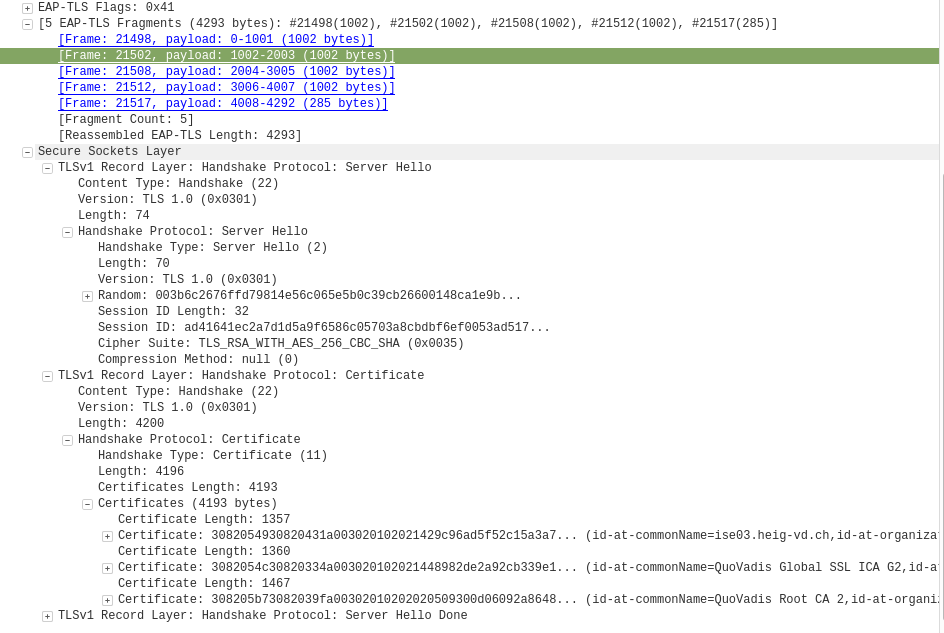 EAP-TLS Flags: 0x41
[5 EAP-TLS Fragments (4293 bytes): #21498(1002), #21502(1002), #21508(1002), #21512(1002), #21517(285)]
[Frame: 21498, payload: 0-1001 (1002 bytes)]
[Frame: 21502, payload: 1002-2003 (1002 bytes)]
[Frame: 21508, payload: 2004-3005 (1002 bytes)]
[Frame: 21512, payload: 3006-4007 (1002 bytes)]
[Frame: 21517, payload: 4008-4292 (285 bytes)]
[Fragment Count: 5]
[Reassembled EAP-TLS Length: 4293]
Secure Sockets Layer
TLSv1 Record Layer: Handshake Protocol: Server Hello
Content Type: Handshake (22)
Version: TLS 1.0 (0x0301)
Length: 74
Handshake Protocol: Server Hello
Handshake Type: Server Hello (2)
Length: 70
Version: TLS 1.0 (0x0301)
Random: 003b6c2676ffd79814e56c065e5b0c39cb26600148ca1e9b...
Session ID Length: 32
Session ID: ad41641ec2a7d1d5a9f6586c05703a8cbdbf6ef0053ad517...
Cipher Suite: TLS_RSA_WITH_AES_256_CBC_SHA (0x0035)
Compression Method: null (0)
TLSv1 Record Layer: Handshake Protocol: Certificate
Content Type: Handshake (22)
Version: TLS 1.0 (0x0301)
Length: 4200
Handshake Protocol: Certificate
Handshake Type: Certificate (11)
Length: 4196
Certificates Length: 4193
Certificates (4193 bytes)
Certificate Length: 1357
Certificate: 3082054930820431a003020102021429c96ad5f52c15a3a7... (id-at-commonName=ise03.heig-vd.ch,id-at-organizat
Certificate Length: 1360
Certificate: 3082054c30820334a003020102021448982de2a92cb339e1... (id-at-commonName=QuoVadis Global SSL ICA G2,id-at
Certificate Length: 1467
Certificate: 308205b73082039fa00302010202020509300d06092a8648... (id-at-commonName=QuoVadis Root CA 2,id-at-organiz
TLSv1 Record Layer: Handshake Protocol: Server Hello Done